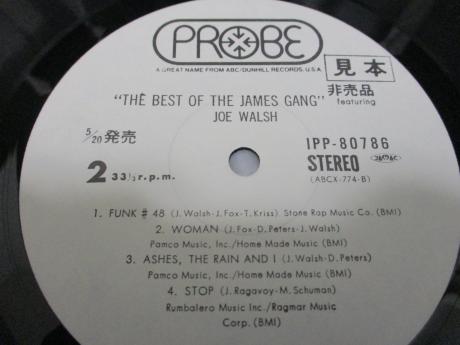 PROBE
A GREAT NAME FROM ABC/DUNHILL RECORDS, U.S.A.
見本
非売品
"THE BEST OF THE JAMES GANG" featuring
JOE WALSH
5/20 発売
IPP-80786
2 33⅓ r.p.m.
STEREO
(ABCX-774-B)
1. FUNK # 48 (J. Walsh-J. Fox-T. Kriss) Stone Rap Music Co. (BMI)
2. WOMAN (J. Fox-D. Peters-J. Walsh)
Pamco Music, Inc./Home Made Music (BMI)
3. ASHES, THE RAIN AND I (J. Walsh-D. Peters)
Pamco Music, Inc./Home Made Music (BMI)
4. STOP (J. Ragavoy-M. Schuman)
Rumbalero Music Inc./Ragmar Music
Corp. (BMI)